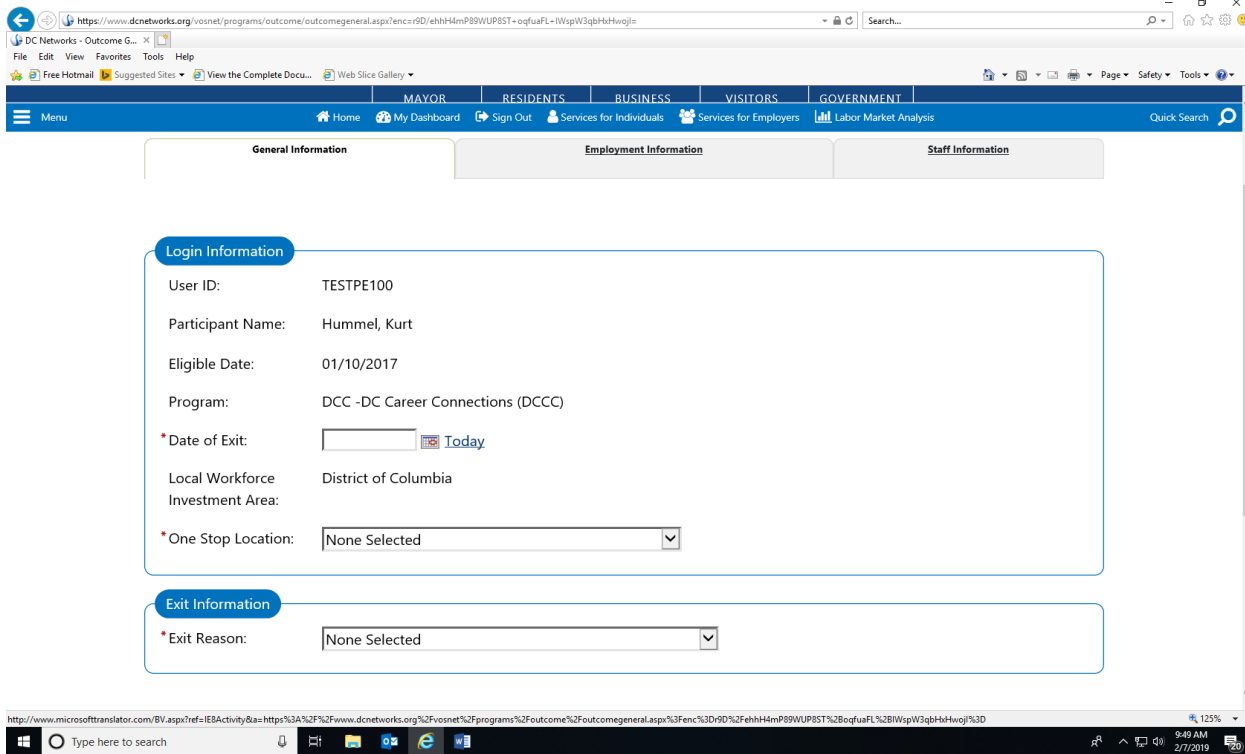 https://www.dcnetworks.org/vosnet/programs/outcome/outcomegeneral.aspx?enc=r9D/ehhH4mP89WUP8ST+oqfuaFL+IWspW3qbHxHwojI= Search...
DC Networks - Outcome G...
File Edit View Favorites Tools Help
Free Hotmail Suggested Sites View the Complete Docu... Web Slice Gallery Page Safety Tools
MAYOR RESIDENTS BUSINESS VISITORS GOVERNMENT
Menu Home My Dashboard Sign Out Services for Individuals Services for Employers Labor Market Analysis Quick Search
General Information Employment Information Staff Information
Login Information
User ID: TESTPE100
Participant Name: Hummel, Kurt
Eligible Date: 01/10/2017
Program: DCC -DC Career Connections (DCCC)
*Date of Exit: Today
Local Workforce District of Columbia
Investment Area:
*One Stop Location: None Selected
Exit Information
*Exit Reason: None Selected
http://www.microsofttranslator.com/BV.aspx?ref=IE8Activity&a=https%3A%2F%2Fwww.dcnetworks.org%2Fvosnet%2Fprograms%2Foutcome%2Foutcomegeneral.aspx%3Fenc%3Dr9D%2FehhH4mP89WUP8ST%2BoqfuaFL%2BIWspW3qbHxHwojI%3D 125%
Type here to search 9:49 AM
2/7/2019 20